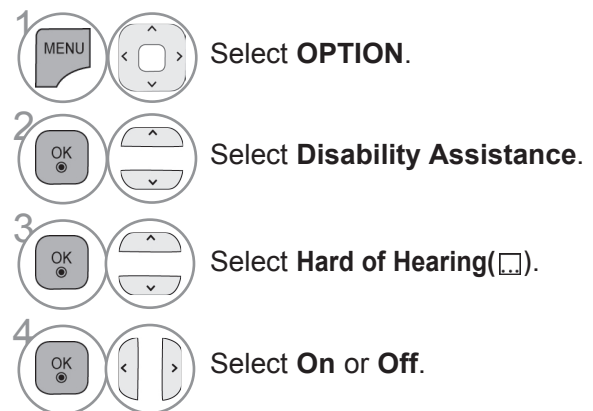 1 MENU Select OPTION.
2 OK Select Disability Assistance.
3 OK Select Hard of Hearing(...).
4 OK Select On or Off.